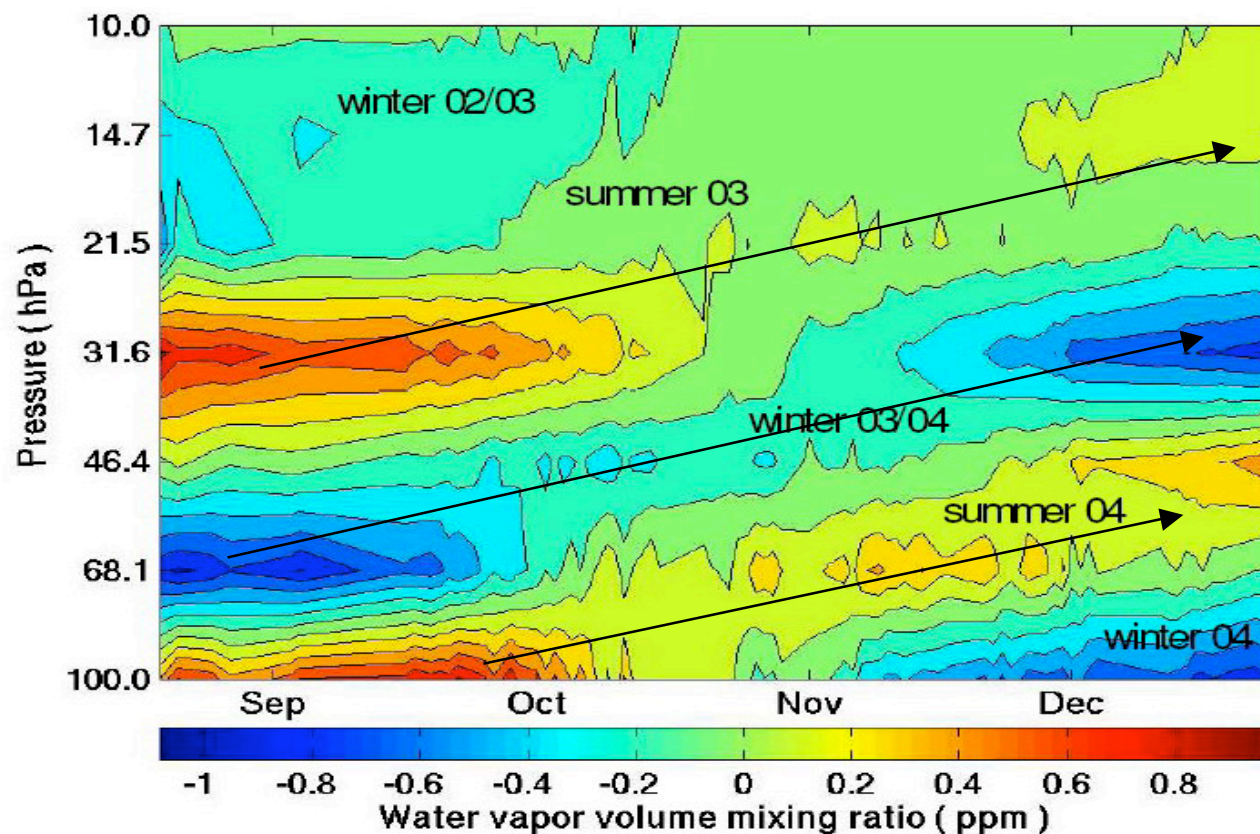 10.0
winter 02/03
14.7
summer 03
21.5
Pressure ( hPa )
31.6
winter 03/04
46.4
summer 04
68.1
winter 04
100.0
Sep Oct Nov Dec
-1 -0.8 -0.6 -0.4 -0.2 0 0.2 0.4 0.6 0.8
Water vapor volume mixing ratio ( ppm )